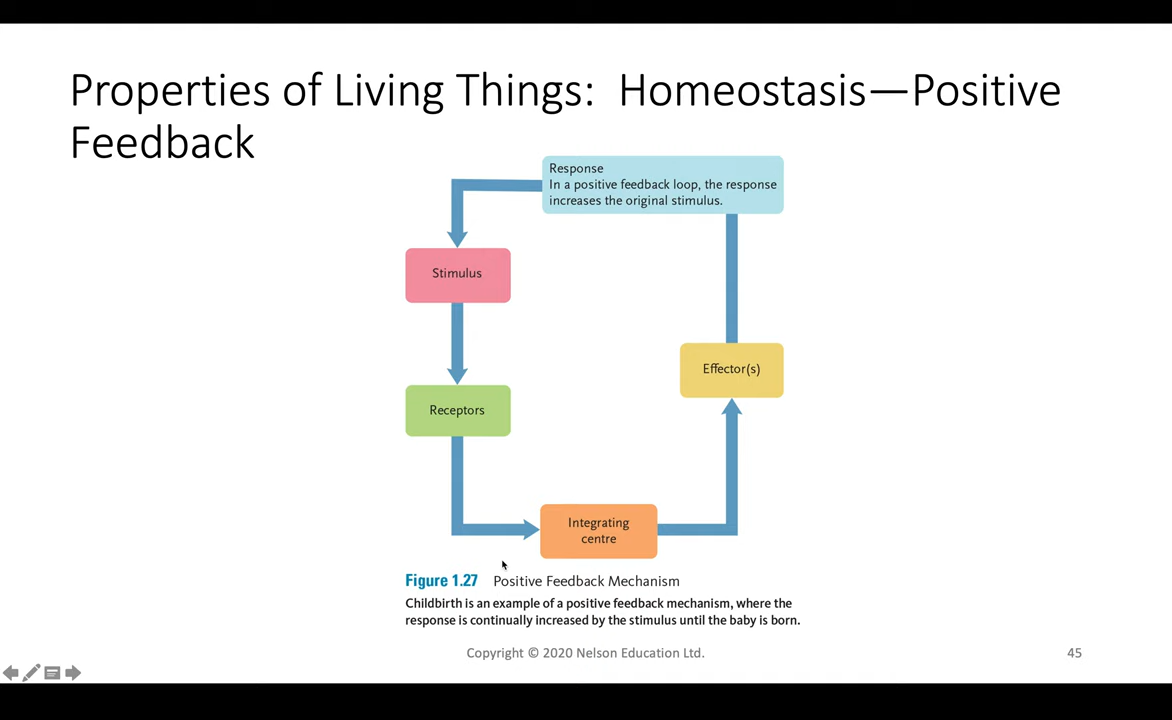 Properties of Living Things:  Homeostasis—Positive
Feedback
Response
In a positive feedback loop, the response
increases the original stimulus.
Stimulus
Effector(s)
Receptors
Integrating
centre
Figure 1.27 Positive Feedback Mechanism
Childbirth is an example of a positive feedback mechanism, where the
response is continually increased by the stimulus until the baby is born.
Copyright © 2020 Nelson Education Ltd.
45